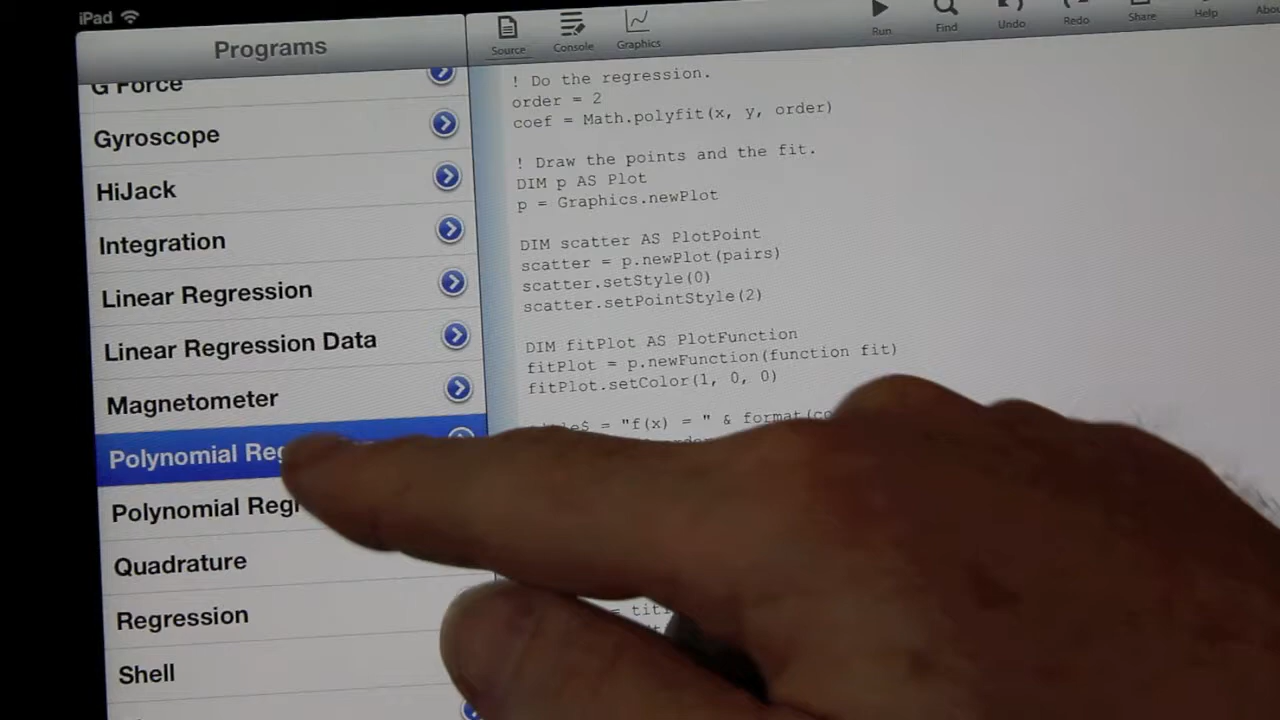 iPad
Programs
Source
Console
Graphics
Run
Find
Undo
Redo
Share
Help
G Force
Gyroscope
HiJack
Integration
Linear Regression
Linear Regression Data
Magnetometer
Polynomial
Polynomial
Quadrature
Regression
Shell
! Do the regression.
order = 2
coef = Math.polyfit(x, y, order)
! Draw the points and the fit.
DIM p AS Plot
p = Graphics.newPlot
DIM scatter AS PlotPoint
scatter = p.newPlot(pairs)
scatter.setStyle(0)
scatter.setPointStyle(2)
DIM fitPlot AS PlotFunction
fitPlot = p.newFunction(function fit)
fitPlot.setColor(1, 0, 0)
= "f(x) = " & format(co
=